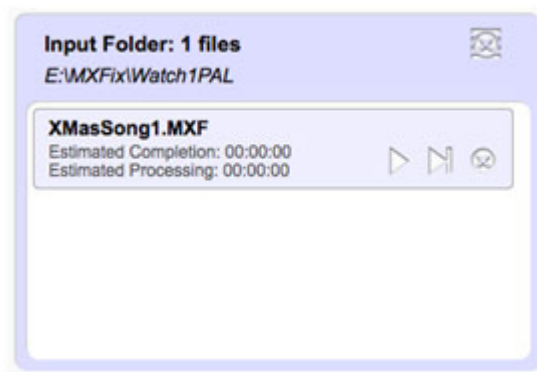 Input Folder: 1 files
E:\MXFix\Watch1PAL
XMasSong1.MXF
Estimated Completion: 00:00:00
Estimated Processing: 00:00:00